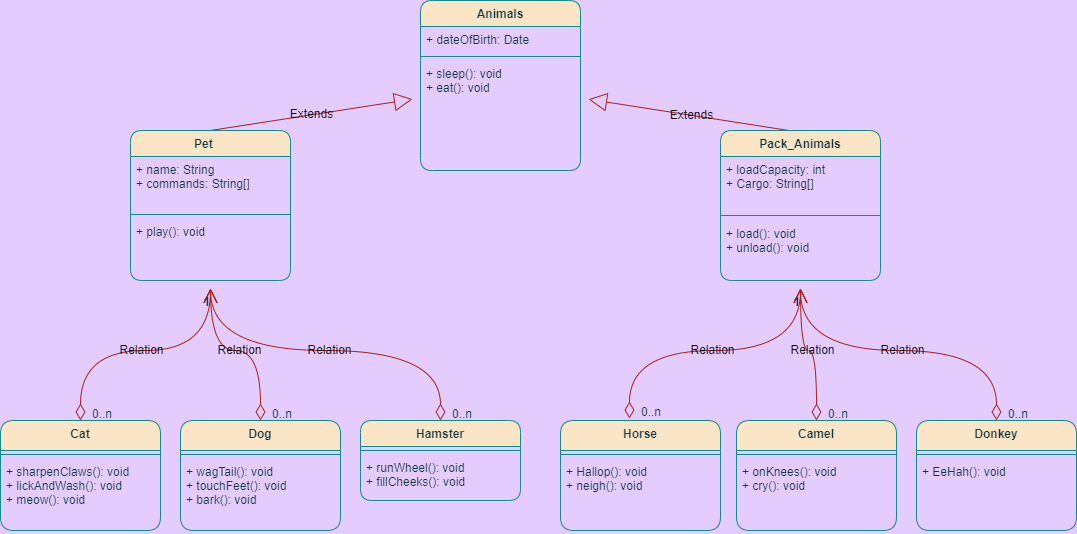 Animals
+ dateOfBirth: Date
+ sleep(): void
+ eat(): void
Extends
Extends
Pet
+ name: String
+ commands: String[]
+ play(): void
Pack_Animals
+ loadCapacity: int
+ Cargo: String[]
+ load(): void
+ unload(): void
1
1
Relation
Relation
Relation
Relation
Relation
Relation
0..n
0..n
0..n
0..n
0..n
0..n
Cat
+ sharpenClaws(): void
+ lickAndWash(): void
+ meow(): void
Dog
+ wagTail(): void
+ touchFeet(): void
+ bark(): void
Hamster
+ runWheel(): void
+ fillCheeks(): void
Horse
+ Hallop(): void
+ neigh(): void
Camel
+ onKnees(): void
+ cry(): void
Donkey
+ EeHah(): void